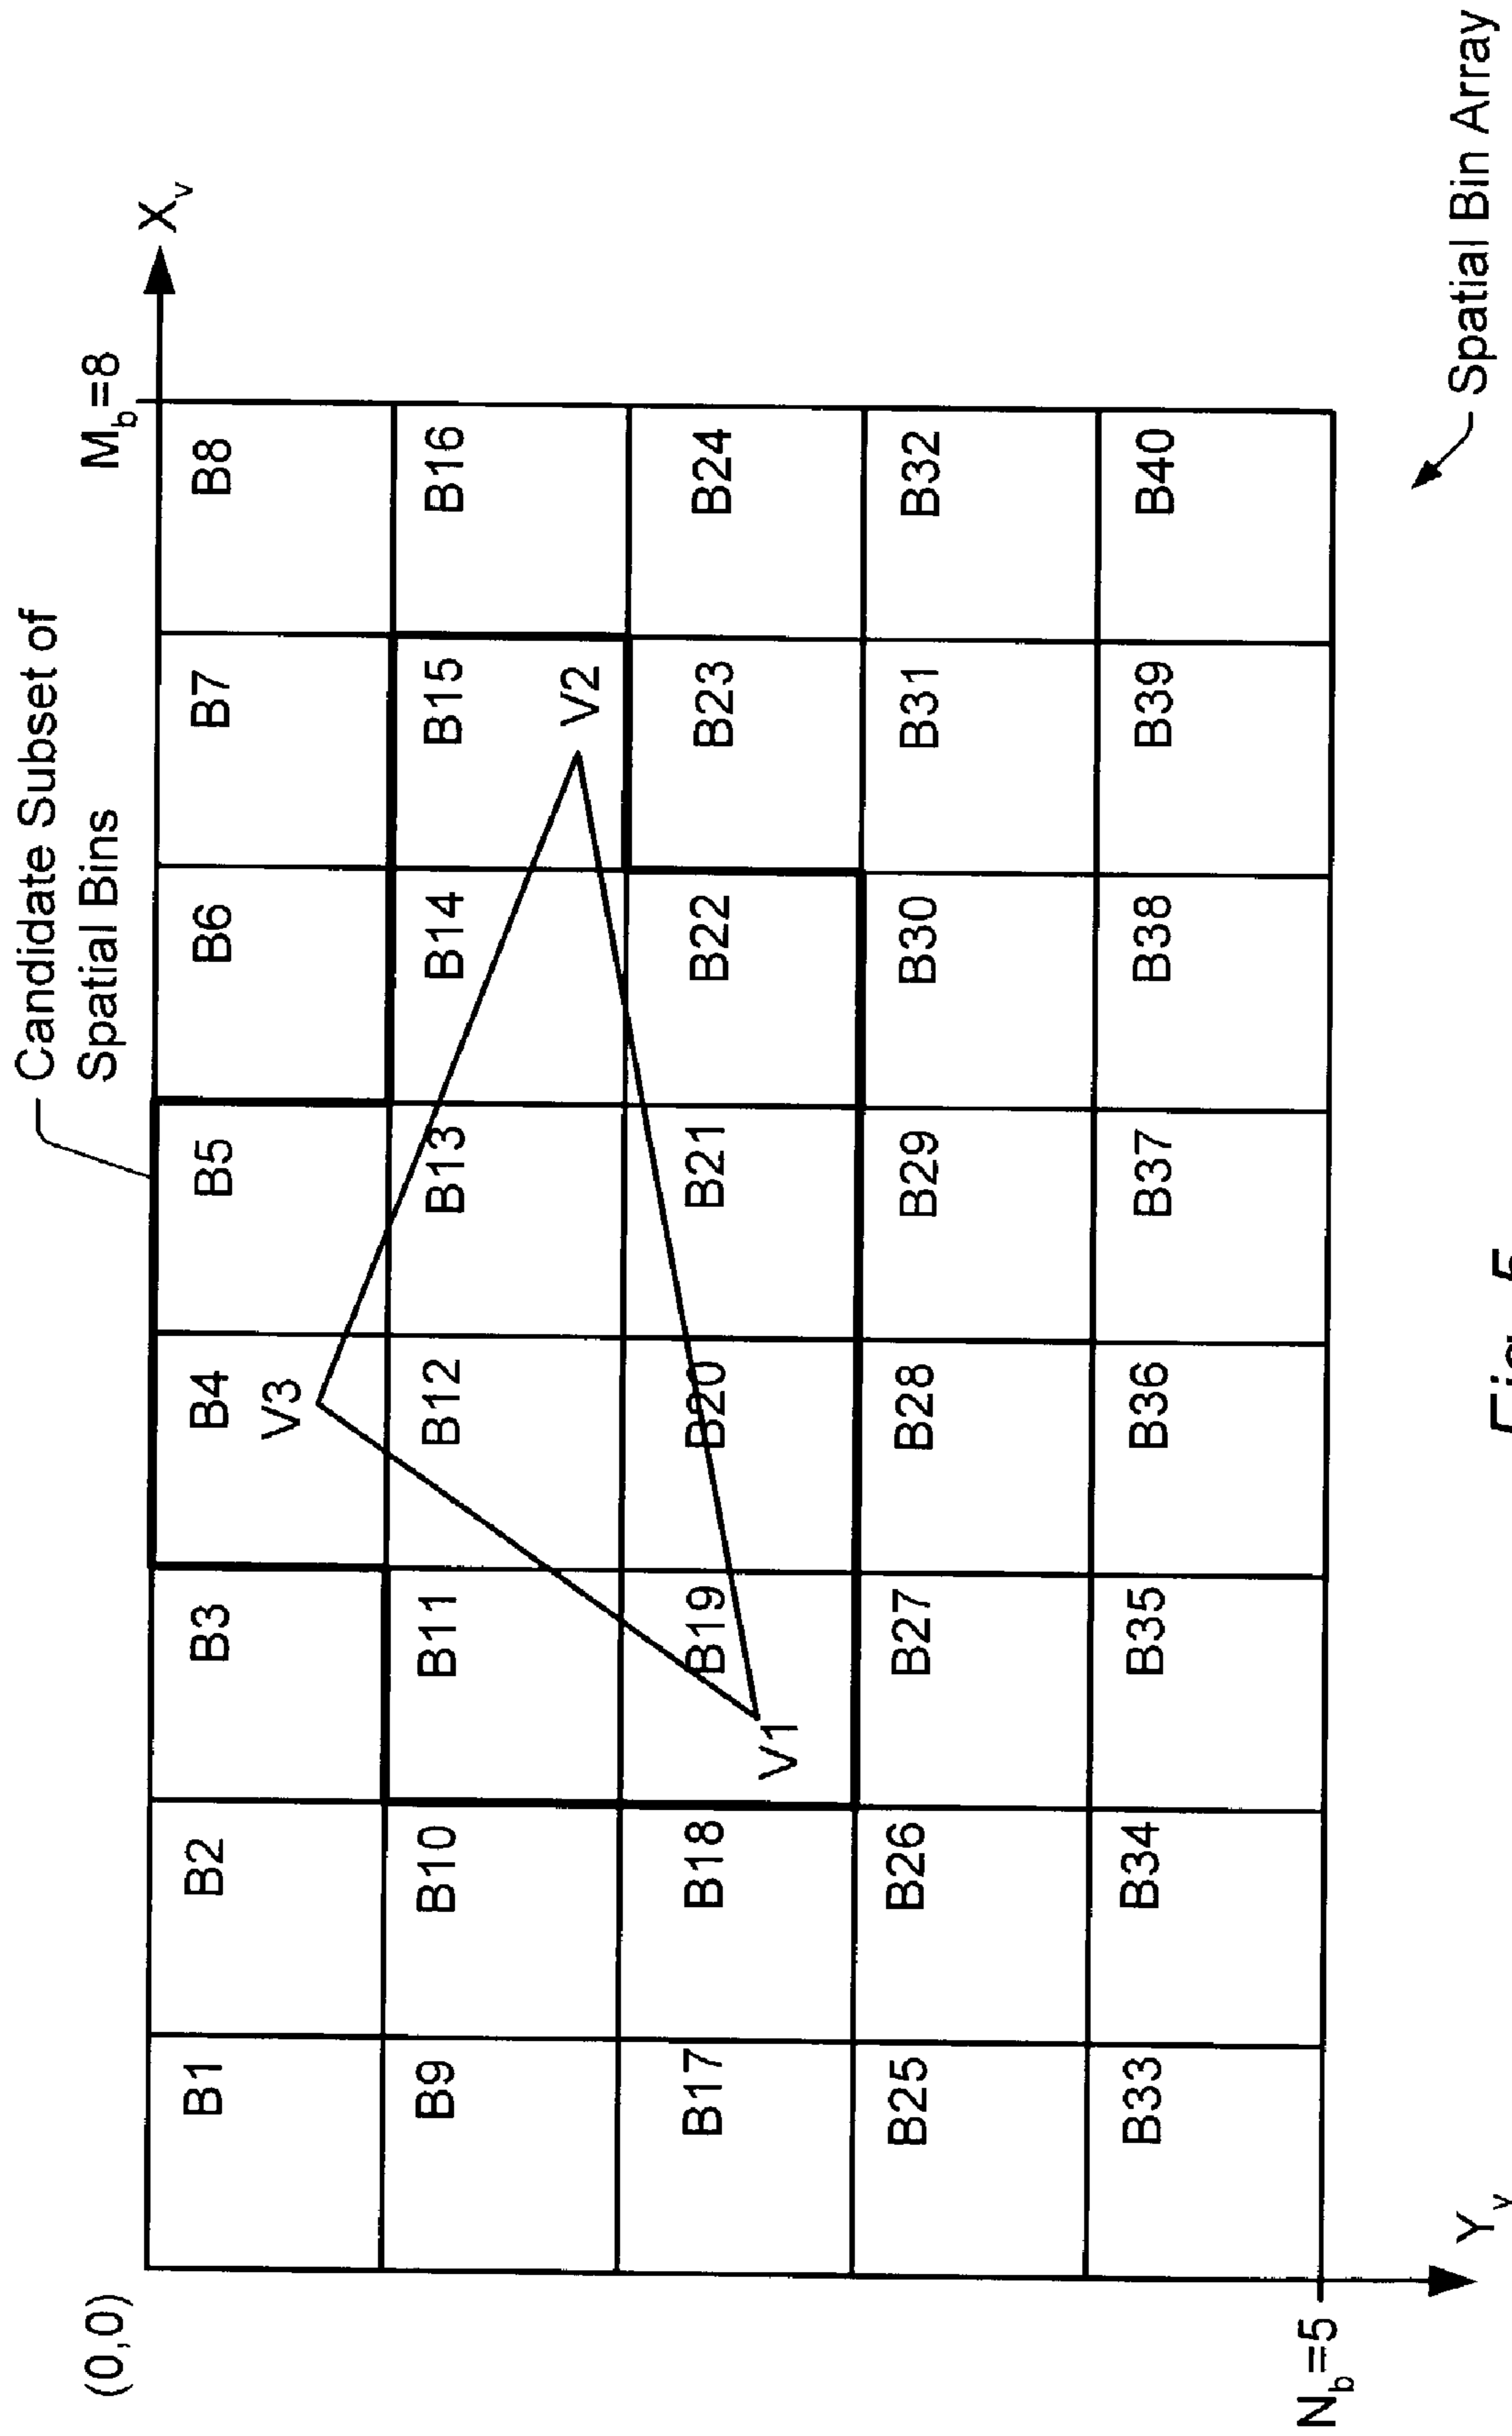 Candidate Subset of
Spatial Bins
(0,0)
M_b=8
X_v
B1 B2 B3 B4 B5 B6 B7 B8
V3
B9 B10 B11 B12 B13 B14 B15 B16
V2
B17 B18 B19 B20 B21 B22 B23 B24
V1
B25 B26 B27 B28 B29 B30 B31 B32
B33 B34 B35 B36 B37 B38 B39 B40
N_b=5
Y_v
Spatial Bin Array
Fig. 5